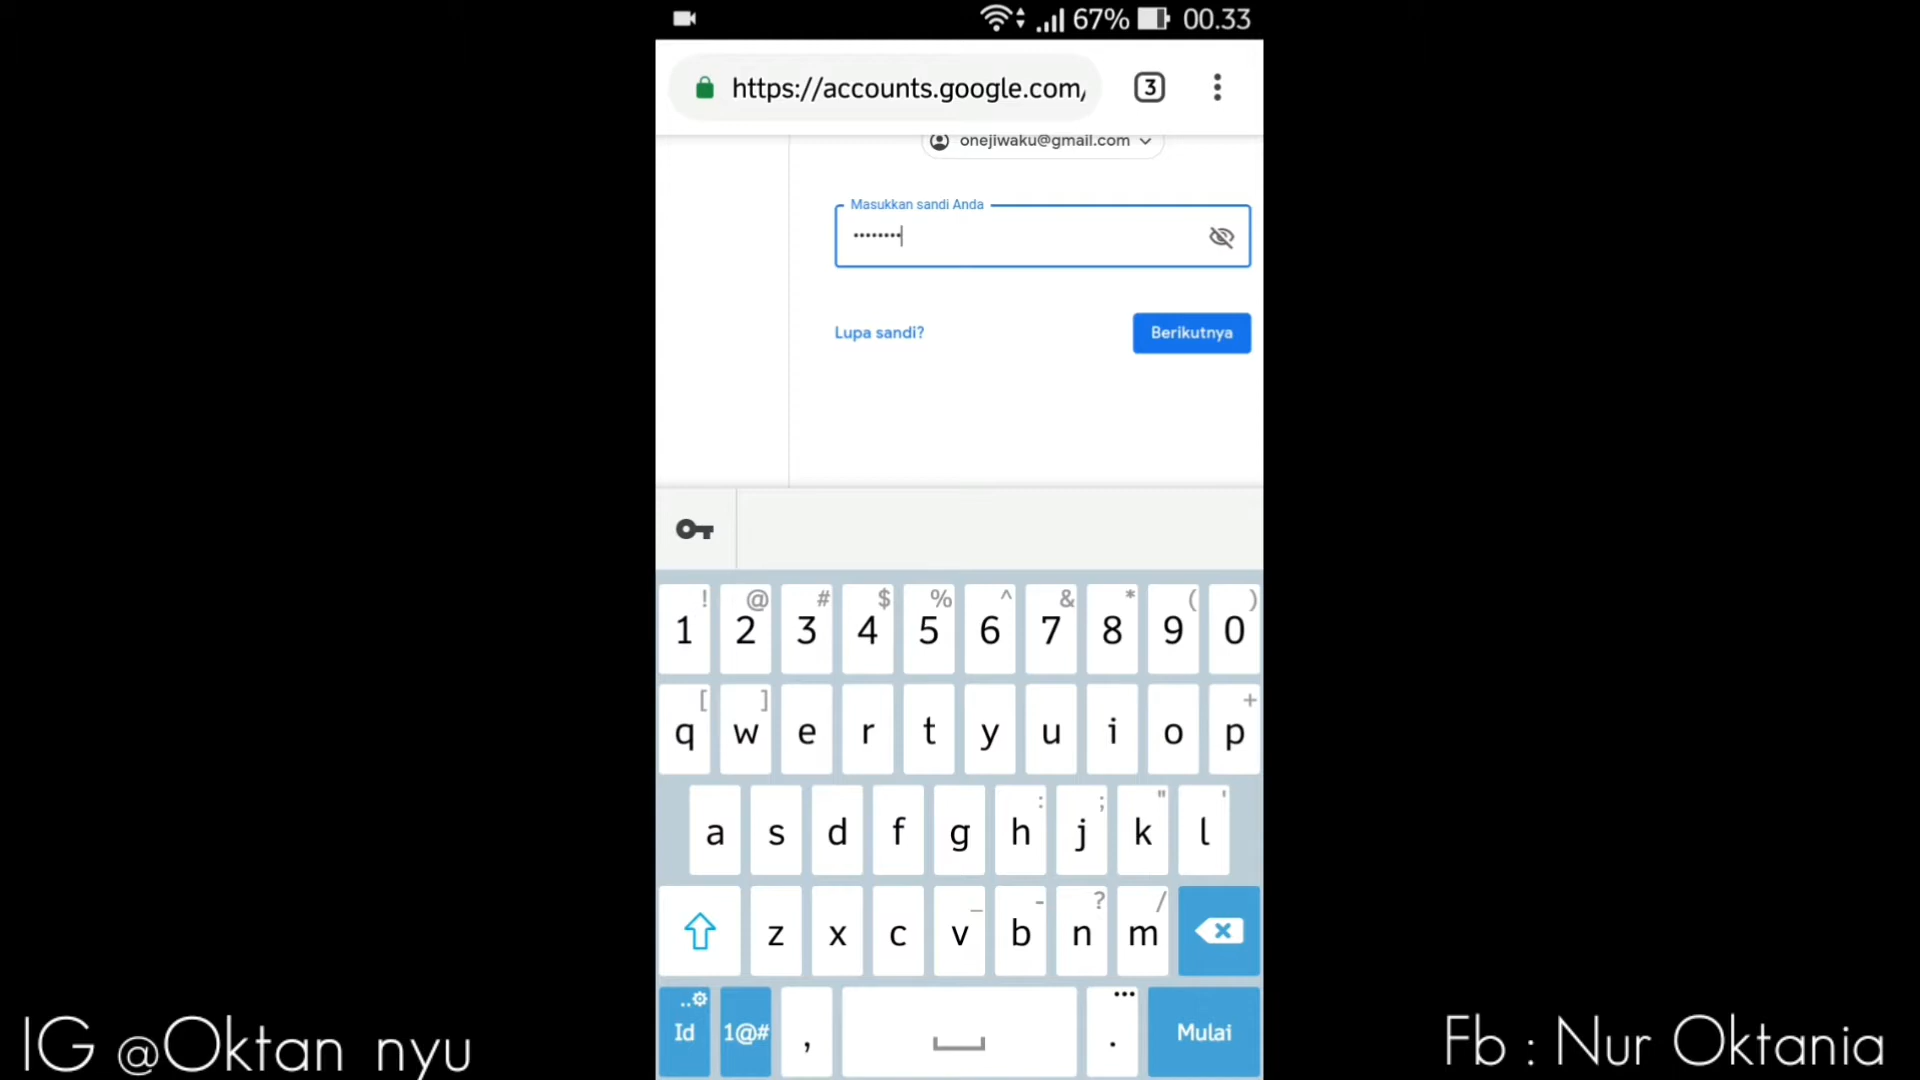 67% 00.33
https://accounts.google.com/ 3
onejiwaku@gmail.com
Masukkan sandi Anda
••••••••
Lupa sandi? Berikutnya
! @ # $ % ^ & * ( )
1 2 3 4 5 6 7 8 9 0
[ ] +
q w e r t y u i o p
: ; " '
a s d f g h j k l
_ - ? /
z x c v b n m
Id 1@# , . Mulai
IG @Oktan nyu
Fb : Nur Oktania